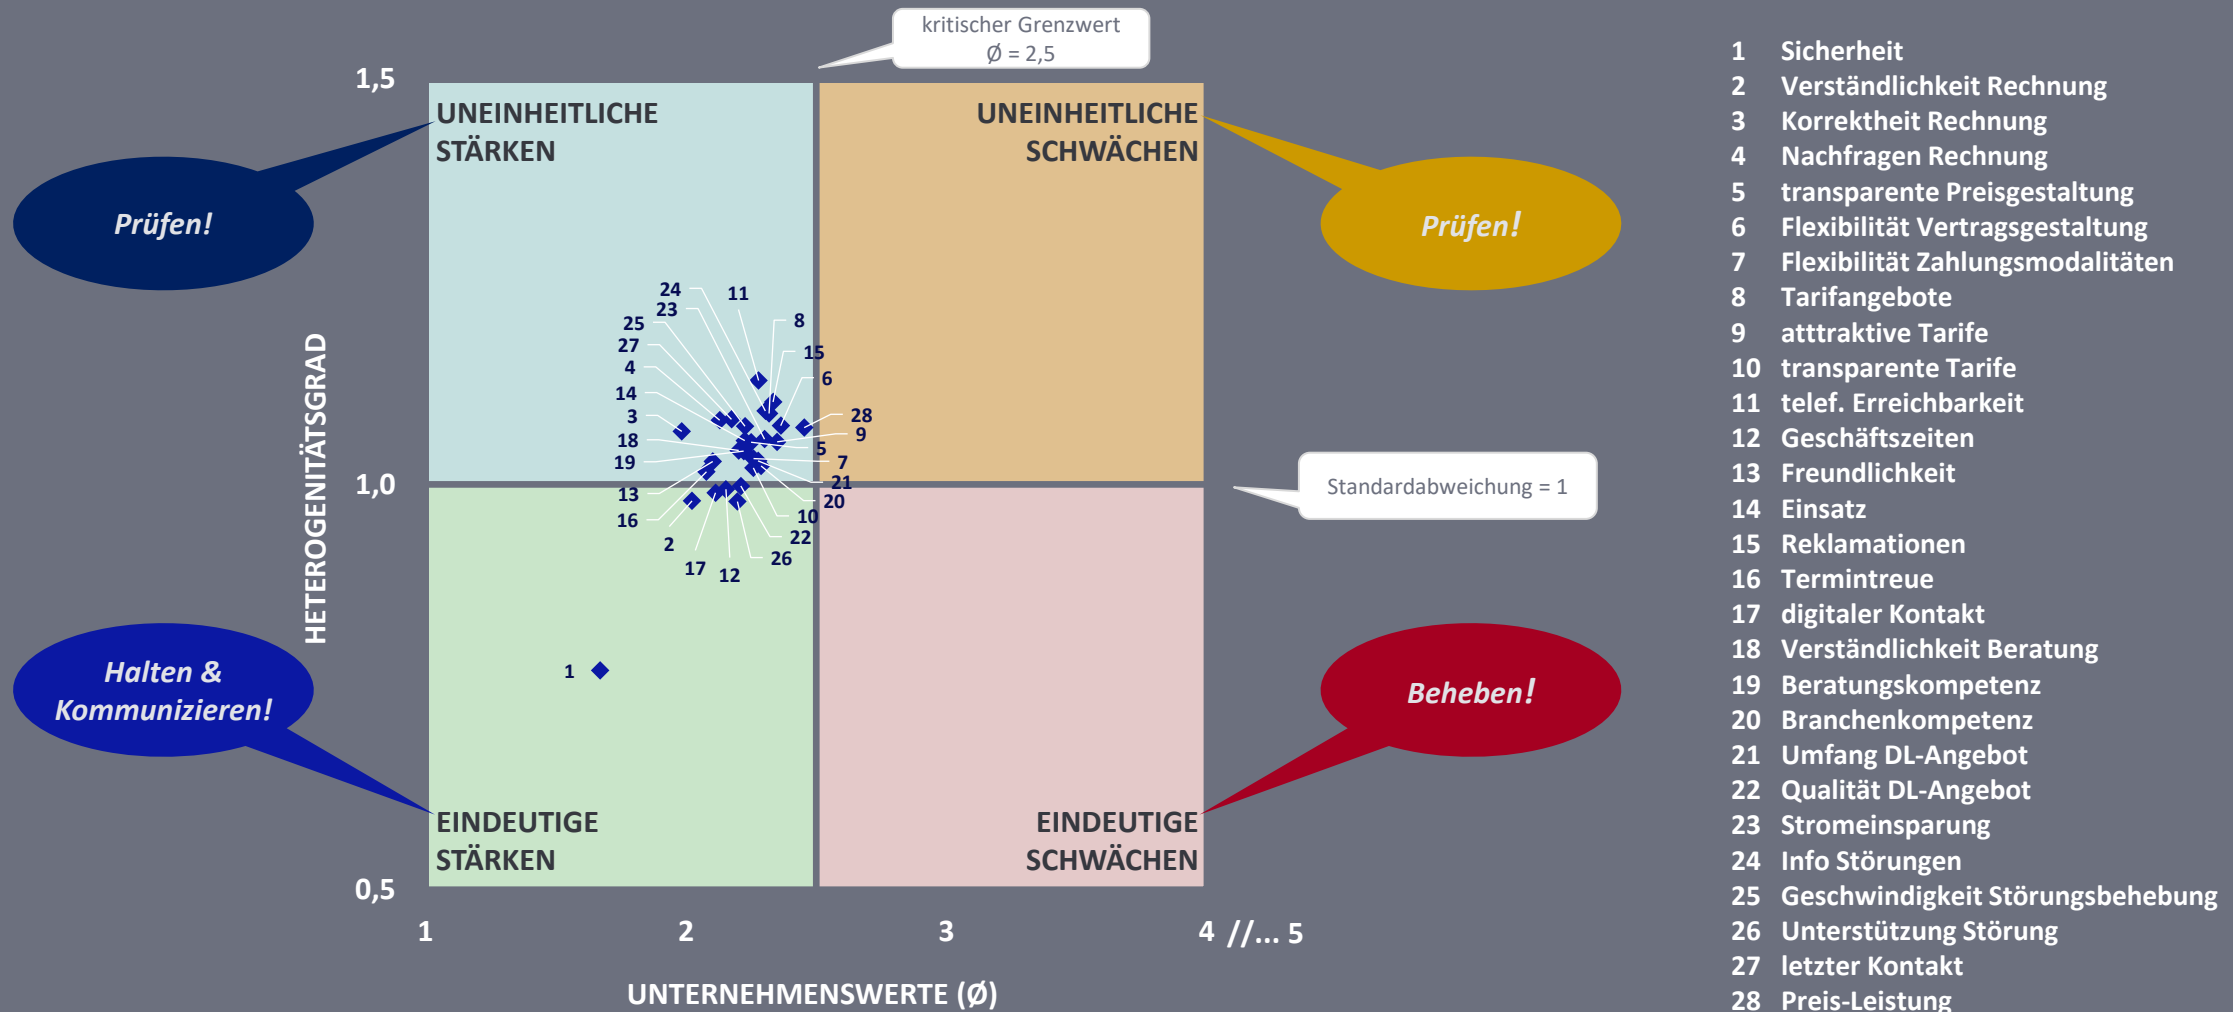 kritischer Grenzwert
Ø = 2,5
1,5
1,0
0,5
HETEROGENITÄTSGRAD
UNEINHEITLICHE
STÄRKEN
UNEINHEITLICHE
SCHWÄCHEN
Prüfen!
Prüfen!
24
11
23
8
25
27
15
4
6
14
3
28
9
18
5
19
7
21
13
20
16
10
2
22
26
17
12
1
Standardabweichung = 1
Halten &
Kommunizieren!
Beheben!
EINDEUTIGE
STÄRKEN
EINDEUTIGE
SCHWÄCHEN
1
2
3
4 //... 5
UNTERNEHMENSWERTE (Ø)
1 Sicherheit
2 Verständlichkeit Rechnung
3 Korrektheit Rechnung
4 Nachfragen Rechnung
5 transparente Preisgestaltung
6 Flexibilität Vertragsgestaltung
7 Flexibilität Zahlungsmodalitäten
8 Tarifangebote
9 atttraktive Tarife
10 transparente Tarife
11 telef. Erreichbarkeit
12 Geschäftszeiten
13 Freundlichkeit
14 Einsatz
15 Reklamationen
16 Termintreue
17 digitaler Kontakt
18 Verständlichkeit Beratung
19 Beratungskompetenz
20 Branchenkompetenz
21 Umfang DL-Angebot
22 Qualität DL-Angebot
23 Stromeinsparung
24 Info Störungen
25 Geschwindigkeit Störungsbehebung
26 Unterstützung Störung
27 letzter Kontakt
28 Preis-Leistung